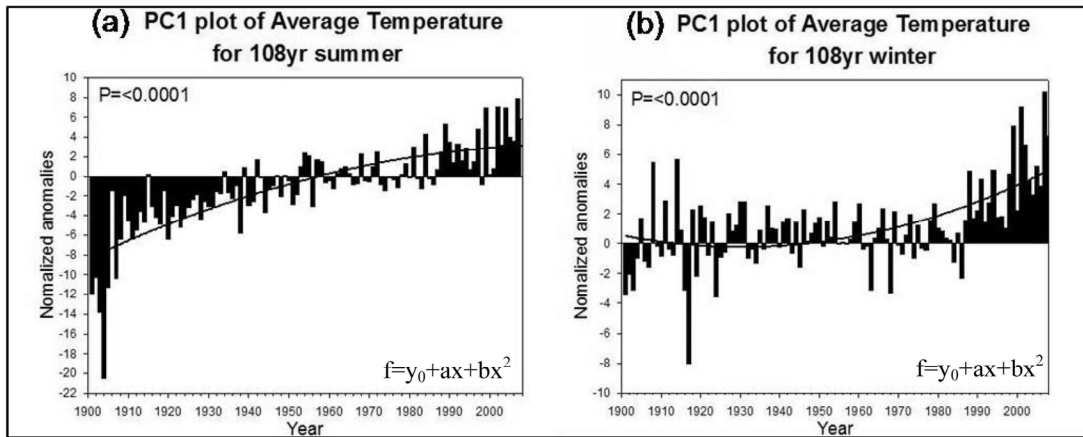 (a) PC1 plot of Average Temperature
for 108yr summer
P=<0.0001
Nomalized anomalies
10
8
6
4
2
0
-2
-4
-6
-8
-10
-12
-14
-16
-18
-20
-22
f=y₀+ax+bx²
1900 1910 1920 1930 1940 1950 1960 1970 1980 1990 2000
Year
(b) PC1 plot of Average Temperature
for 108yr winter
P=<0.0001
Nomalized anomalies
10
8
6
4
2
0
-2
-4
-6
-8
-10
f=y₀+ax+bx²
1900 1910 1920 1930 1940 1950 1960 1970 1980 1990 2000
Year